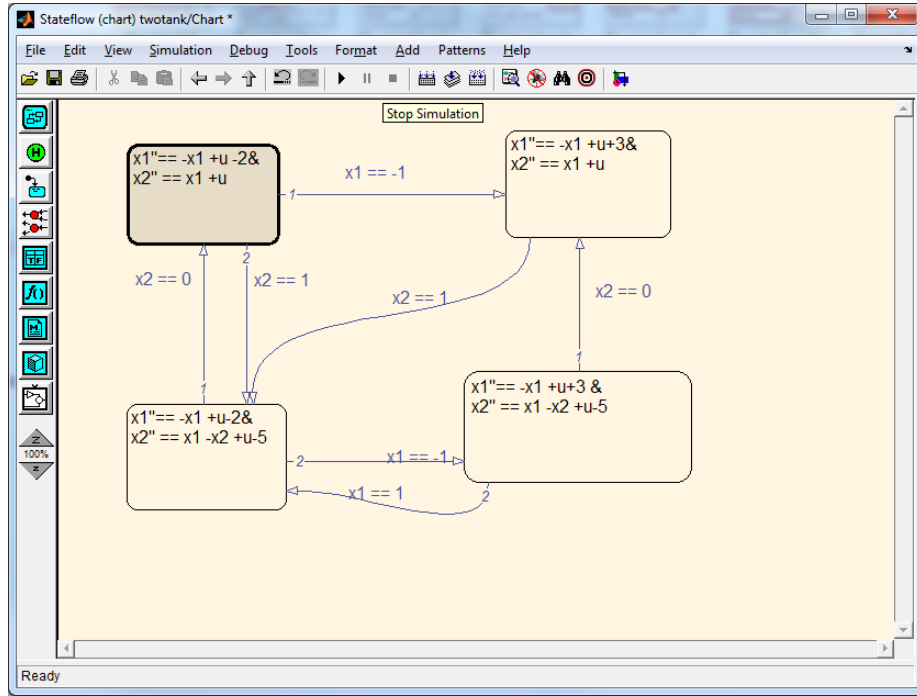 Stateflow (chart) twotank/Chart *
File Edit View Simulation Debug Tools Format Add Patterns Help
Stop Simulation
x1"== -x1 +u -2&
x2" == x1 +u
1
x1 == -1
x1"== -x1 +u+3&
x2" == x1 +u
2
x2 == 0
x2 == 1
x2 == 1
x2 == 0
1
1
x1"== -x1 +u-2&
x2" == x1 -x2 +u-5
x1"== -x1 +u+3 &
x2" == x1 -x2 +u-5
2
x1 == -1
x1 == 1
2
H
f()
M
Z
100%
z
Ready